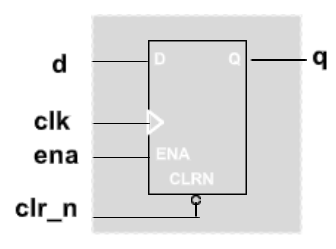 d D Q q
clk
ena ENA
CLRN
clr_n